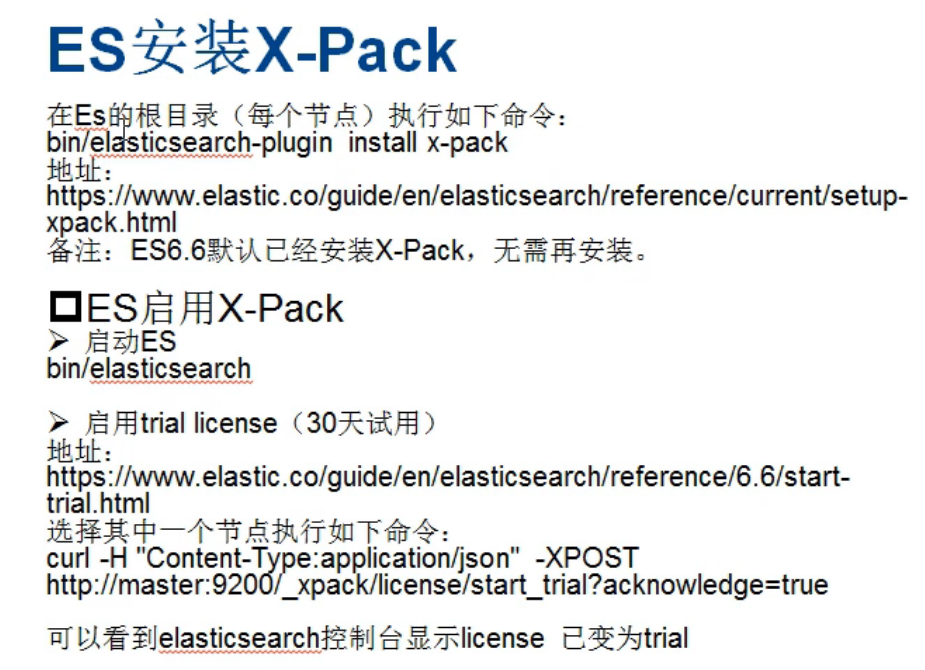 ES安装X-Pack
在Es的根目录（每个节点）执行如下命令：
bin/elasticsearch-plugin  install x-pack
地址：
https://www.elastic.co/guide/en/elasticsearch/reference/current/setup-
xpack.html
备注：ES6.6默认已经安装X-Pack，无需再安装。
ES启用X-Pack
➢ 启动ES
bin/elasticsearch
➢ 启用trial license（30天试用）
地址：
https://www.elastic.co/guide/en/elasticsearch/reference/6.6/start-
trial.html
选择其中一个节点执行如下命令：
curl -H "Content-Type:application/json"  -XPOST
http://master:9200/_xpack/license/start_trial?acknowledge=true
可以看到elasticsearch控制台显示license  已变为trial